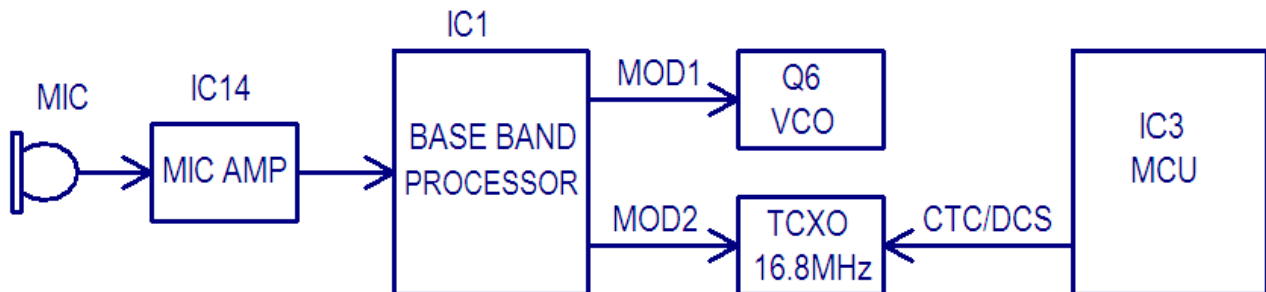 IC1
MIC
IC14
MIC AMP
BASE BAND
PROCESSOR
MOD1
Q6
VCO
MOD2
TCXO
16.8MHz
CTC/DCS
IC3
MCU